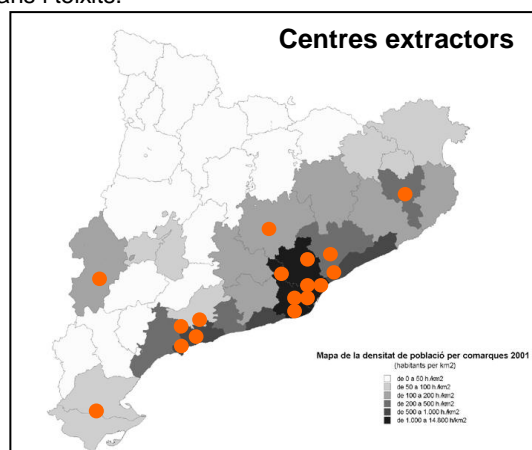 ans i teixits.
Centres extractors
Mapa de la densitat de població per comarques 2001
(habitants per km2)
de 0 a 50 h./km2
de 50 a 100 h./km2
de 100 a 200 h./km2
de 200 a 500 h./km2
de 500 a 1.000 h./km2
de 1.000 a 14.800 h/km2